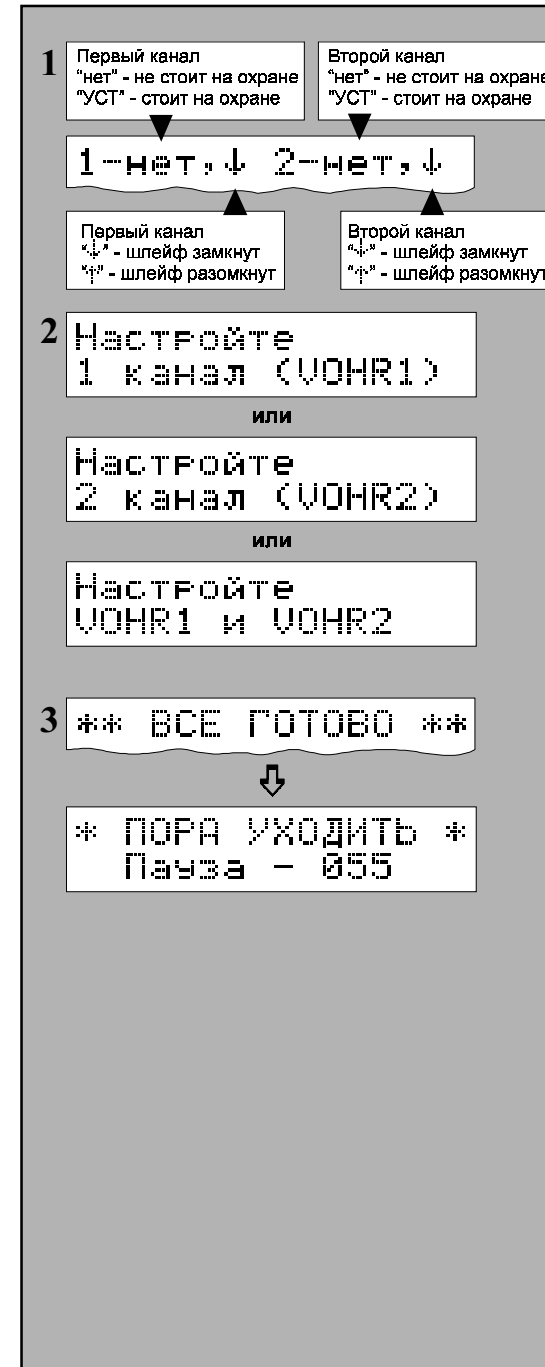 1
Первый канал
"нет" - не стоит на охране
"УСТ" - стоит на охране
Второй канал
"нет" - не стоит на охране
"УСТ" - стоит на охране
1-нет,↓ 2-нет,↓
Первый канал
"↓" - шлейф замкнут
"↑" - шлейф разомкнут
Второй канал
"↓" - шлейф замкнут
"↑" - шлейф разомкнут
2
Настройте
1 канал (VOHR1)
или
Настройте
2 канал (VOHR2)
или
Настройте
VOHR1 и VOHR2
3
** ВСЕ ГОТОВО **
* ПОРА УХОДИТЬ *
Пауза - 055